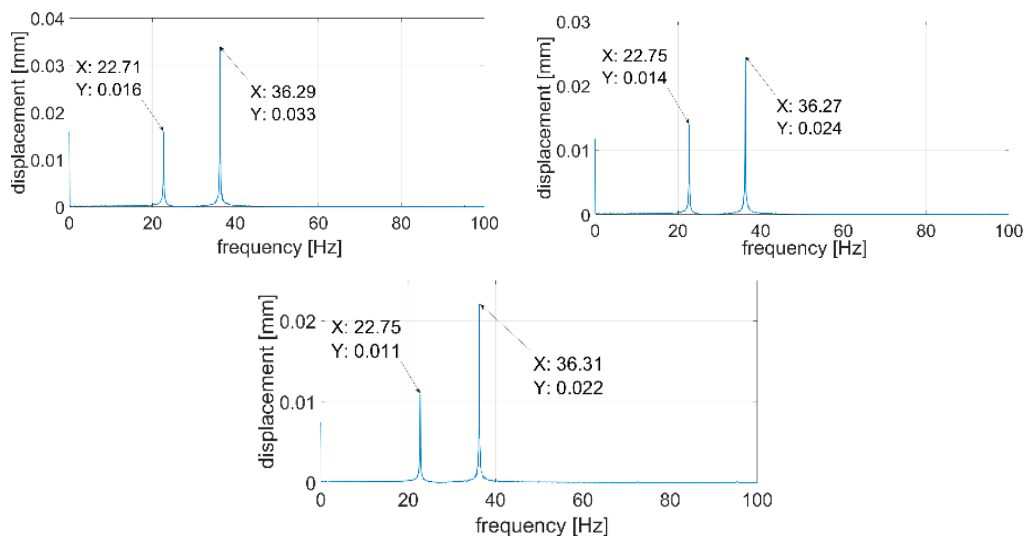 displacement [mm]
0.04
0.03
0.02
0.01
0
X: 22.71
Y: 0.016
X: 36.29
Y: 0.033
0 20 40 60 80 100
frequency [Hz]
displacement [mm]
0.03
0.02
0.01
0
X: 22.75
Y: 0.014
X: 36.27
Y: 0.024
0 20 40 60 80 100
frequency [Hz]
displacement [mm]
0.02
0.01
0
X: 22.75
Y: 0.011
X: 36.31
Y: 0.022
0 20 40 60 80 100
frequency [Hz]